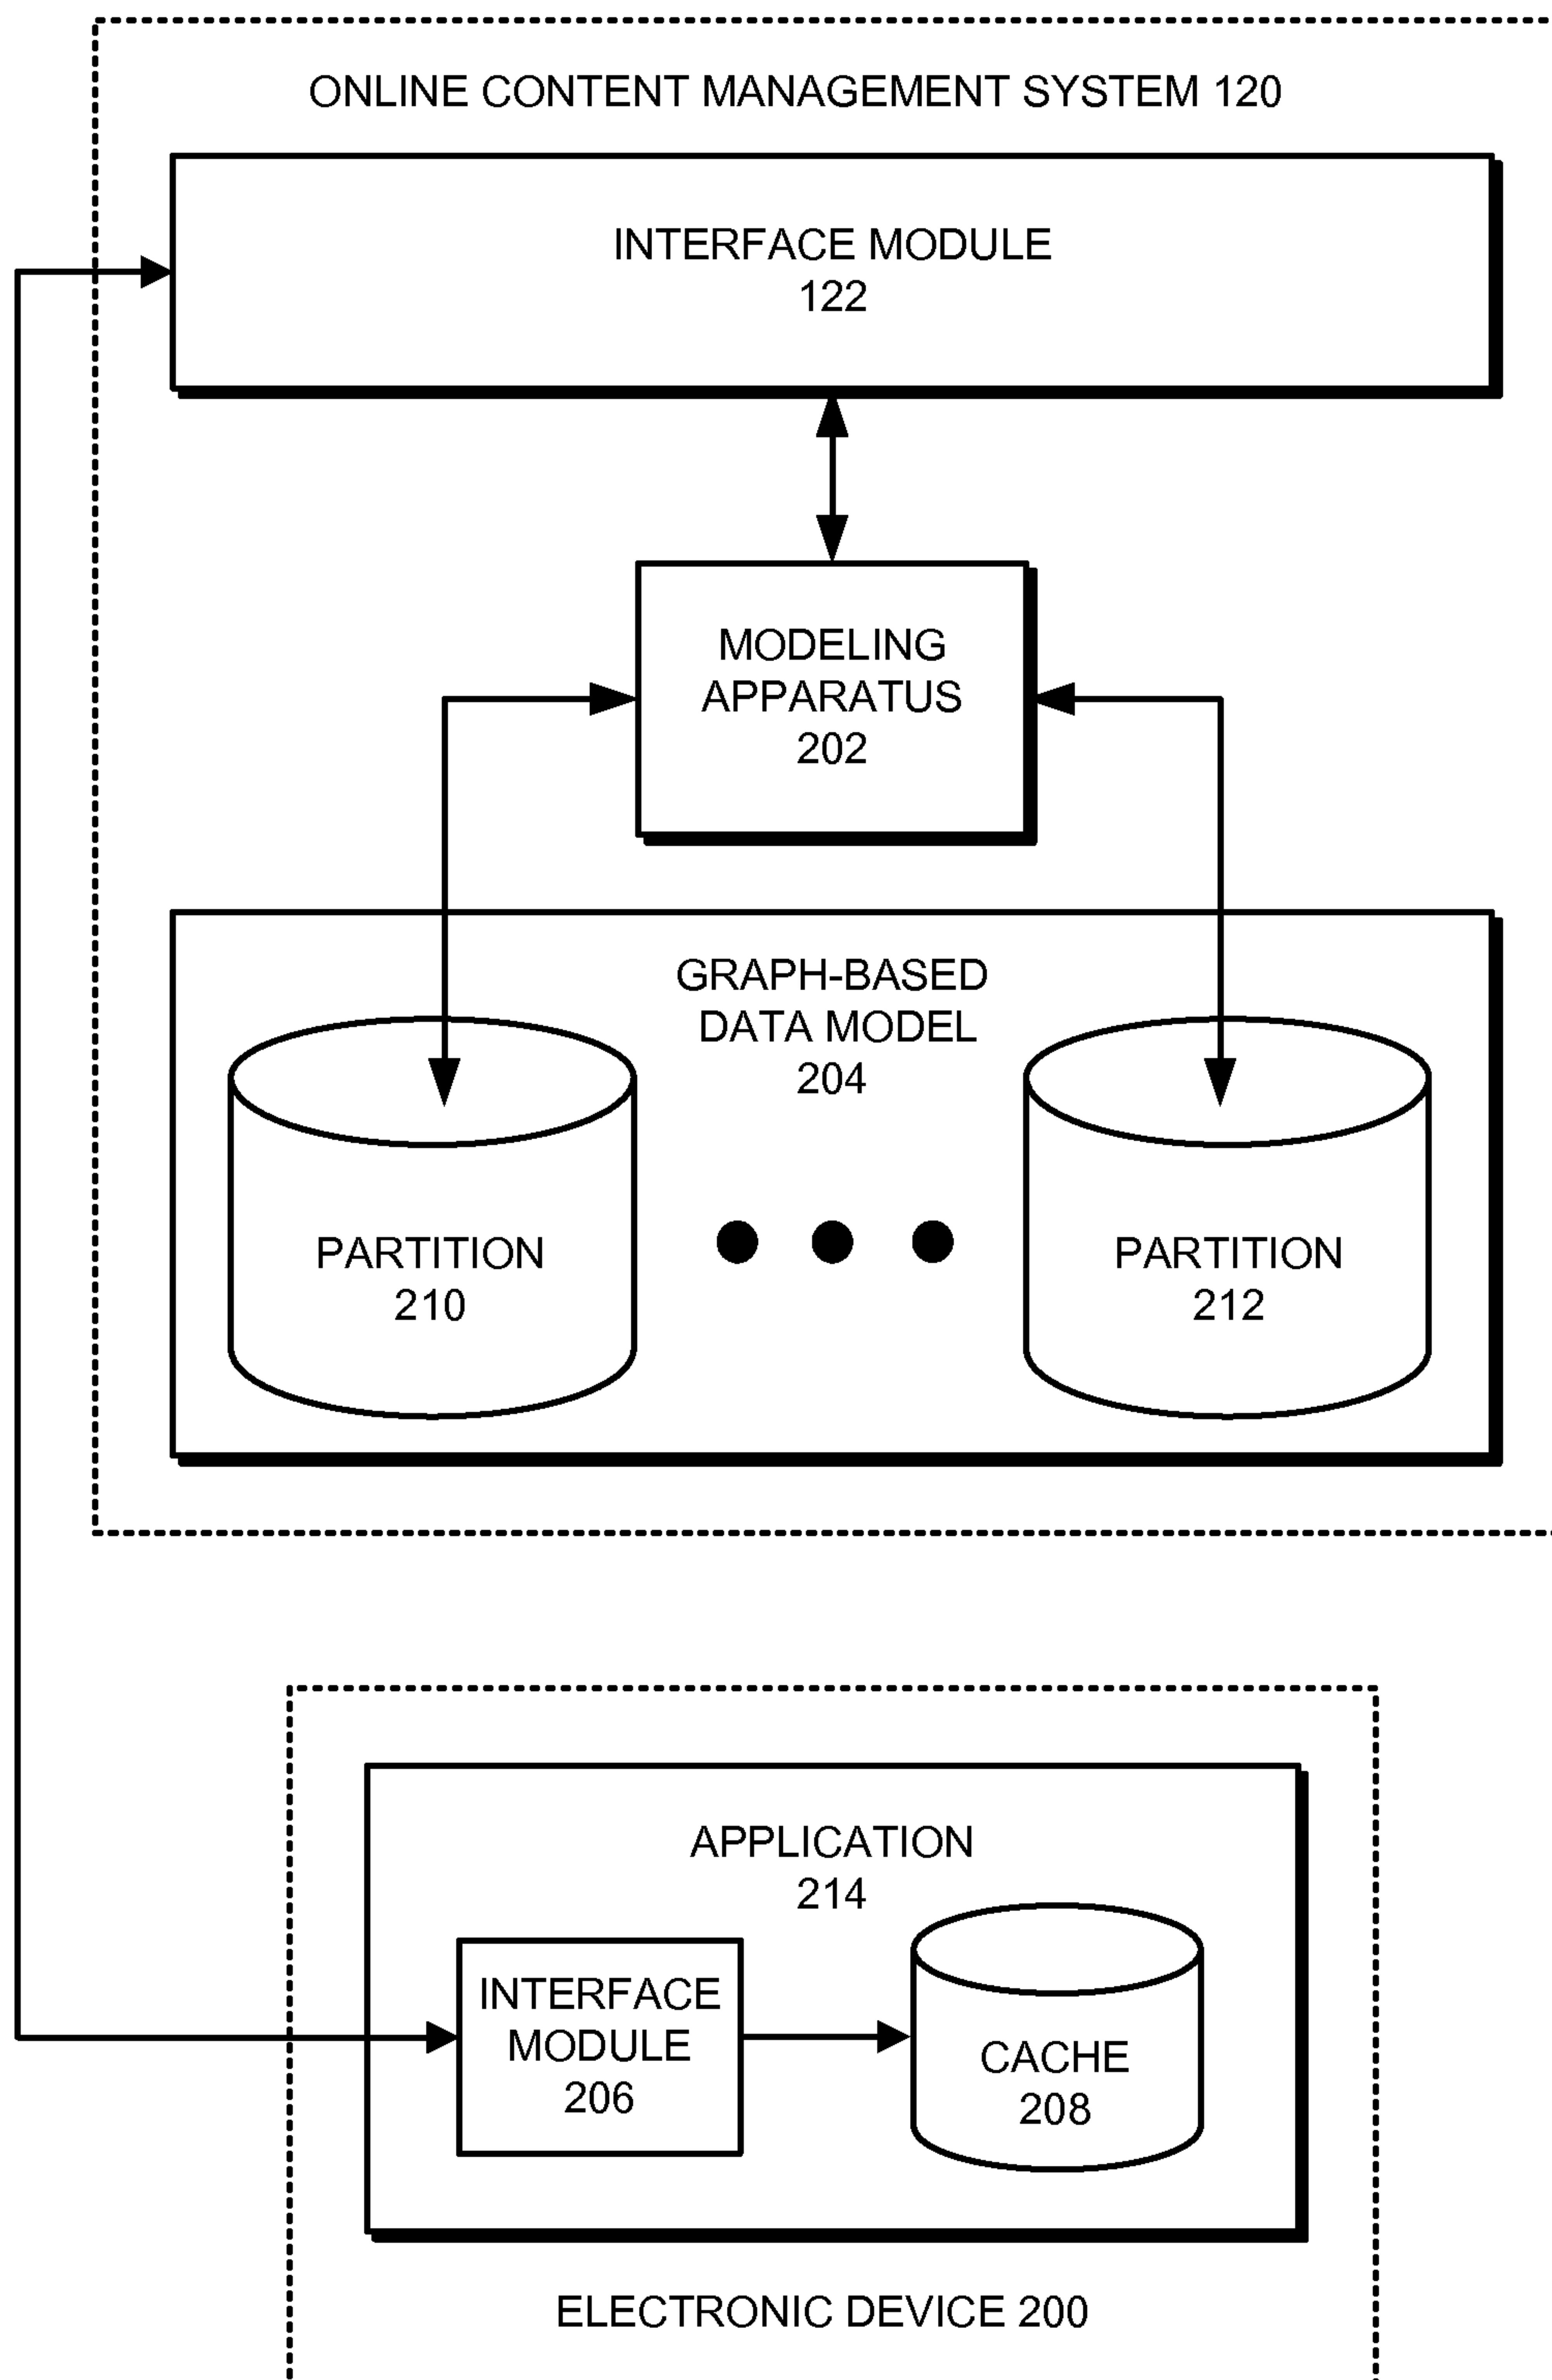 ONLINE CONTENT MANAGEMENT SYSTEM 120
INTERFACE MODULE
122
MODELING
APPARATUS
202
GRAPH-BASED
DATA MODEL
204
PARTITION
210
PARTITION
212
APPLICATION
214
INTERFACE
MODULE
206
CACHE
208
ELECTRONIC DEVICE 200